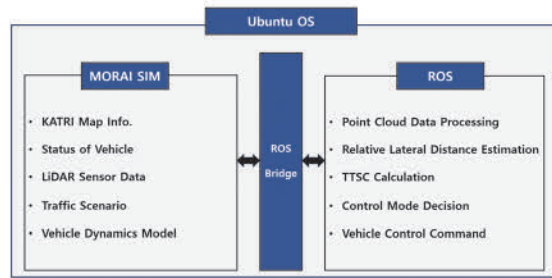 Ubuntu OS
MORAI SIM
• KATRI Map Info.
• Status of Vehicle
• LiDAR Sensor Data
• Traffic Scenario
• Vehicle Dynamics Model
ROS
Bridge
ROS
• Point Cloud Data Processing
• Relative Lateral Distance Estimation
• TTSC Calculation
• Control Mode Decision
• Vehicle Control Command